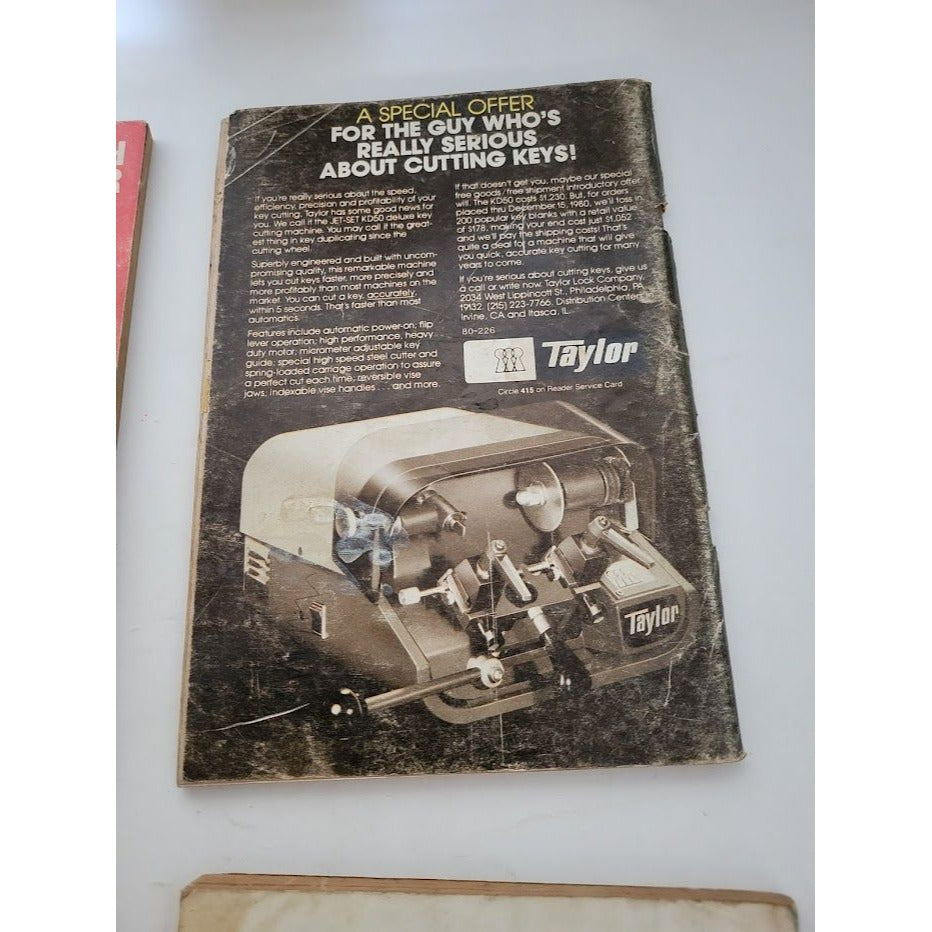 A SPECIAL OFFER
FOR THE GUY WHO'S
REALLY SERIOUS
ABOUT CUTTING KEYS!
If you're really serious about the speed,
efficiency, precision and profitability of your
key cutting, Taylor has some good news for
you. We call it the JET-SET KD50 deluxe key
cutting machine. You may call it the great-
est thing in key duplicating since the
cutting wheel.
Superbly engineered and built with uncom-
promising quality, this remarkable machine
lets you cut keys faster, more precisely and
more profitably than most machines on the
market. You can cut a key, accurately,
within 5 seconds. That's faster than most
automatics.
Features include automatic power-on; flip
lever operation; high performance, heavy
duty motor; micrometer adjustable key
guide; special high speed steel cutter and
spring-loaded carriage operation to assure
a perfect cut each time; reversible vise
jaws; indexable vise handles . . . and more.
If that doesn't get you, maybe our special
free goods / free shipment introductory offer
will. The KD50 costs $1,230. But, for orders
placed thru December 15, 1980, we'll toss in
200 popular key blanks with a retail value
of $178, making your end cost just $1,052
and we'll pay the shipping costs! That's
quite a deal for a machine that will give
you quick, accurate key cutting for many
years to come.
If you're serious about cutting keys, give us
a call or write now. Taylor Lock Company,
2034 West Lippincott St., Philadelphia, PA
19132. (215) 223-7766. Distribution Centers
Irvine, CA and Itasca, IL.
80-226
Taylor
Circle 415 on Reader Service Card
Taylor